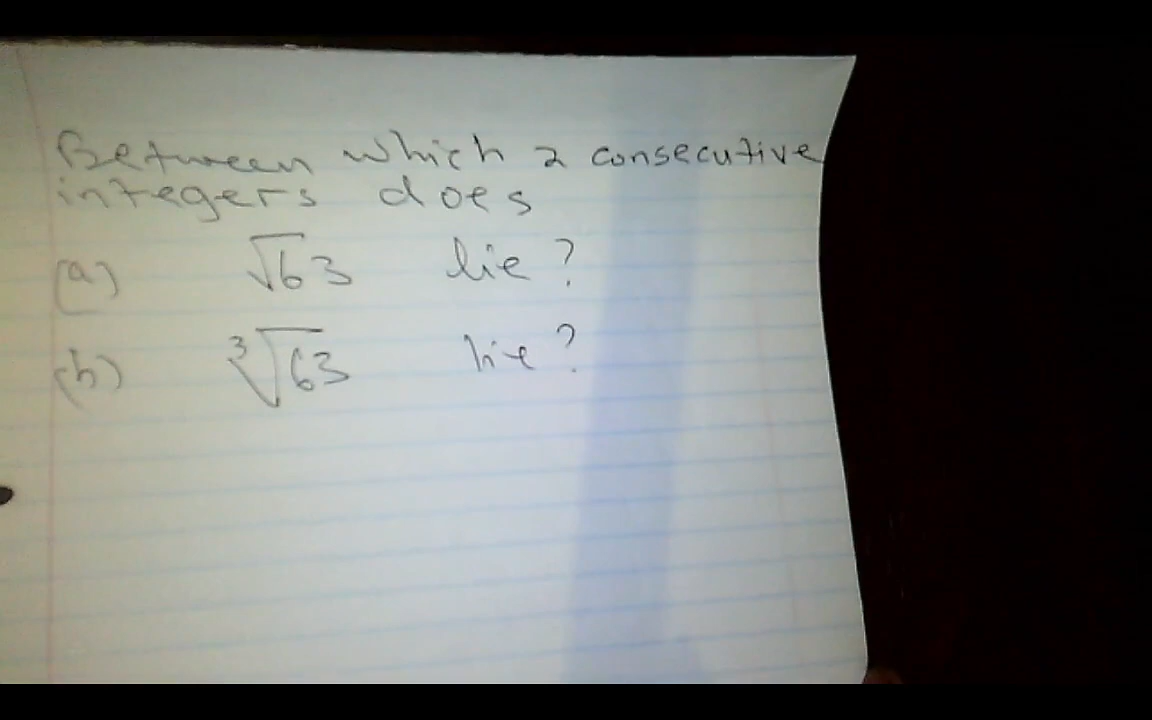 Between which 2 consecutive
integers does
(a) √63 lie?
(b) ∛63 lie?